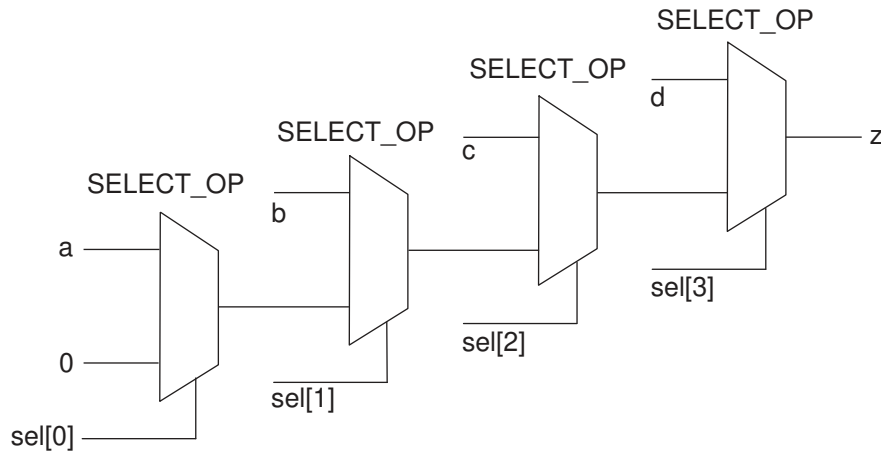 SELECT_OP
d
z
sel[3]
SELECT_OP
c
sel[2]
SELECT_OP
b
sel[1]
SELECT_OP
a
0
sel[0]